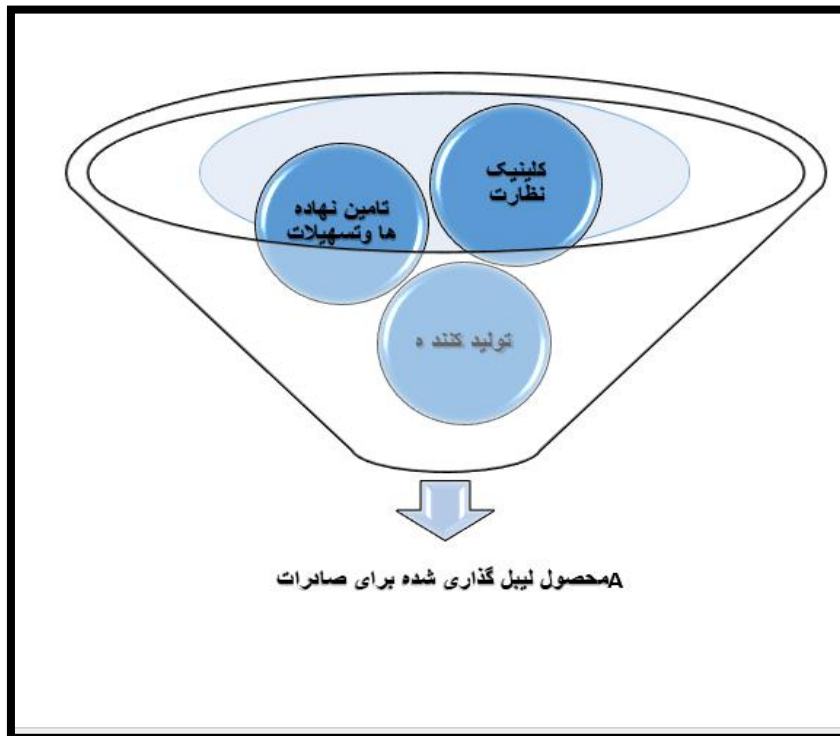 کلینیک
نظارت
تامین نهاده
ها وتسهیلات
تولید کنند ه
Aمحصول لیبل گذاری شده برای صادرات